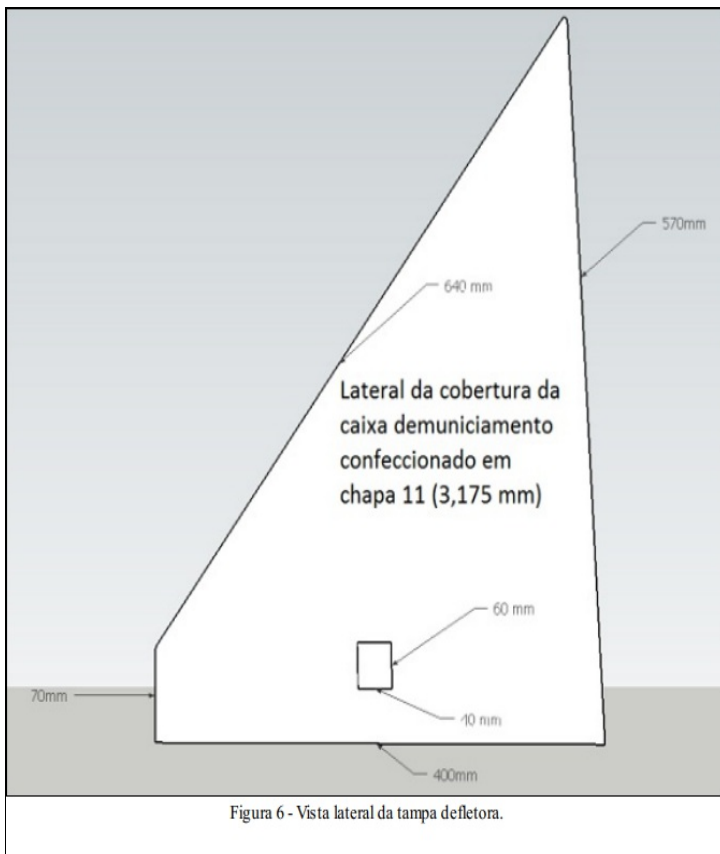 570mm
640 mm
Lateral da cobertura da
caixa demuniciamento
confeccionado em
chapa 11 (3,175 mm)
60 mm
70mm
40 mm
400mm
Figura 6 - Vista lateral da tampa defletora.